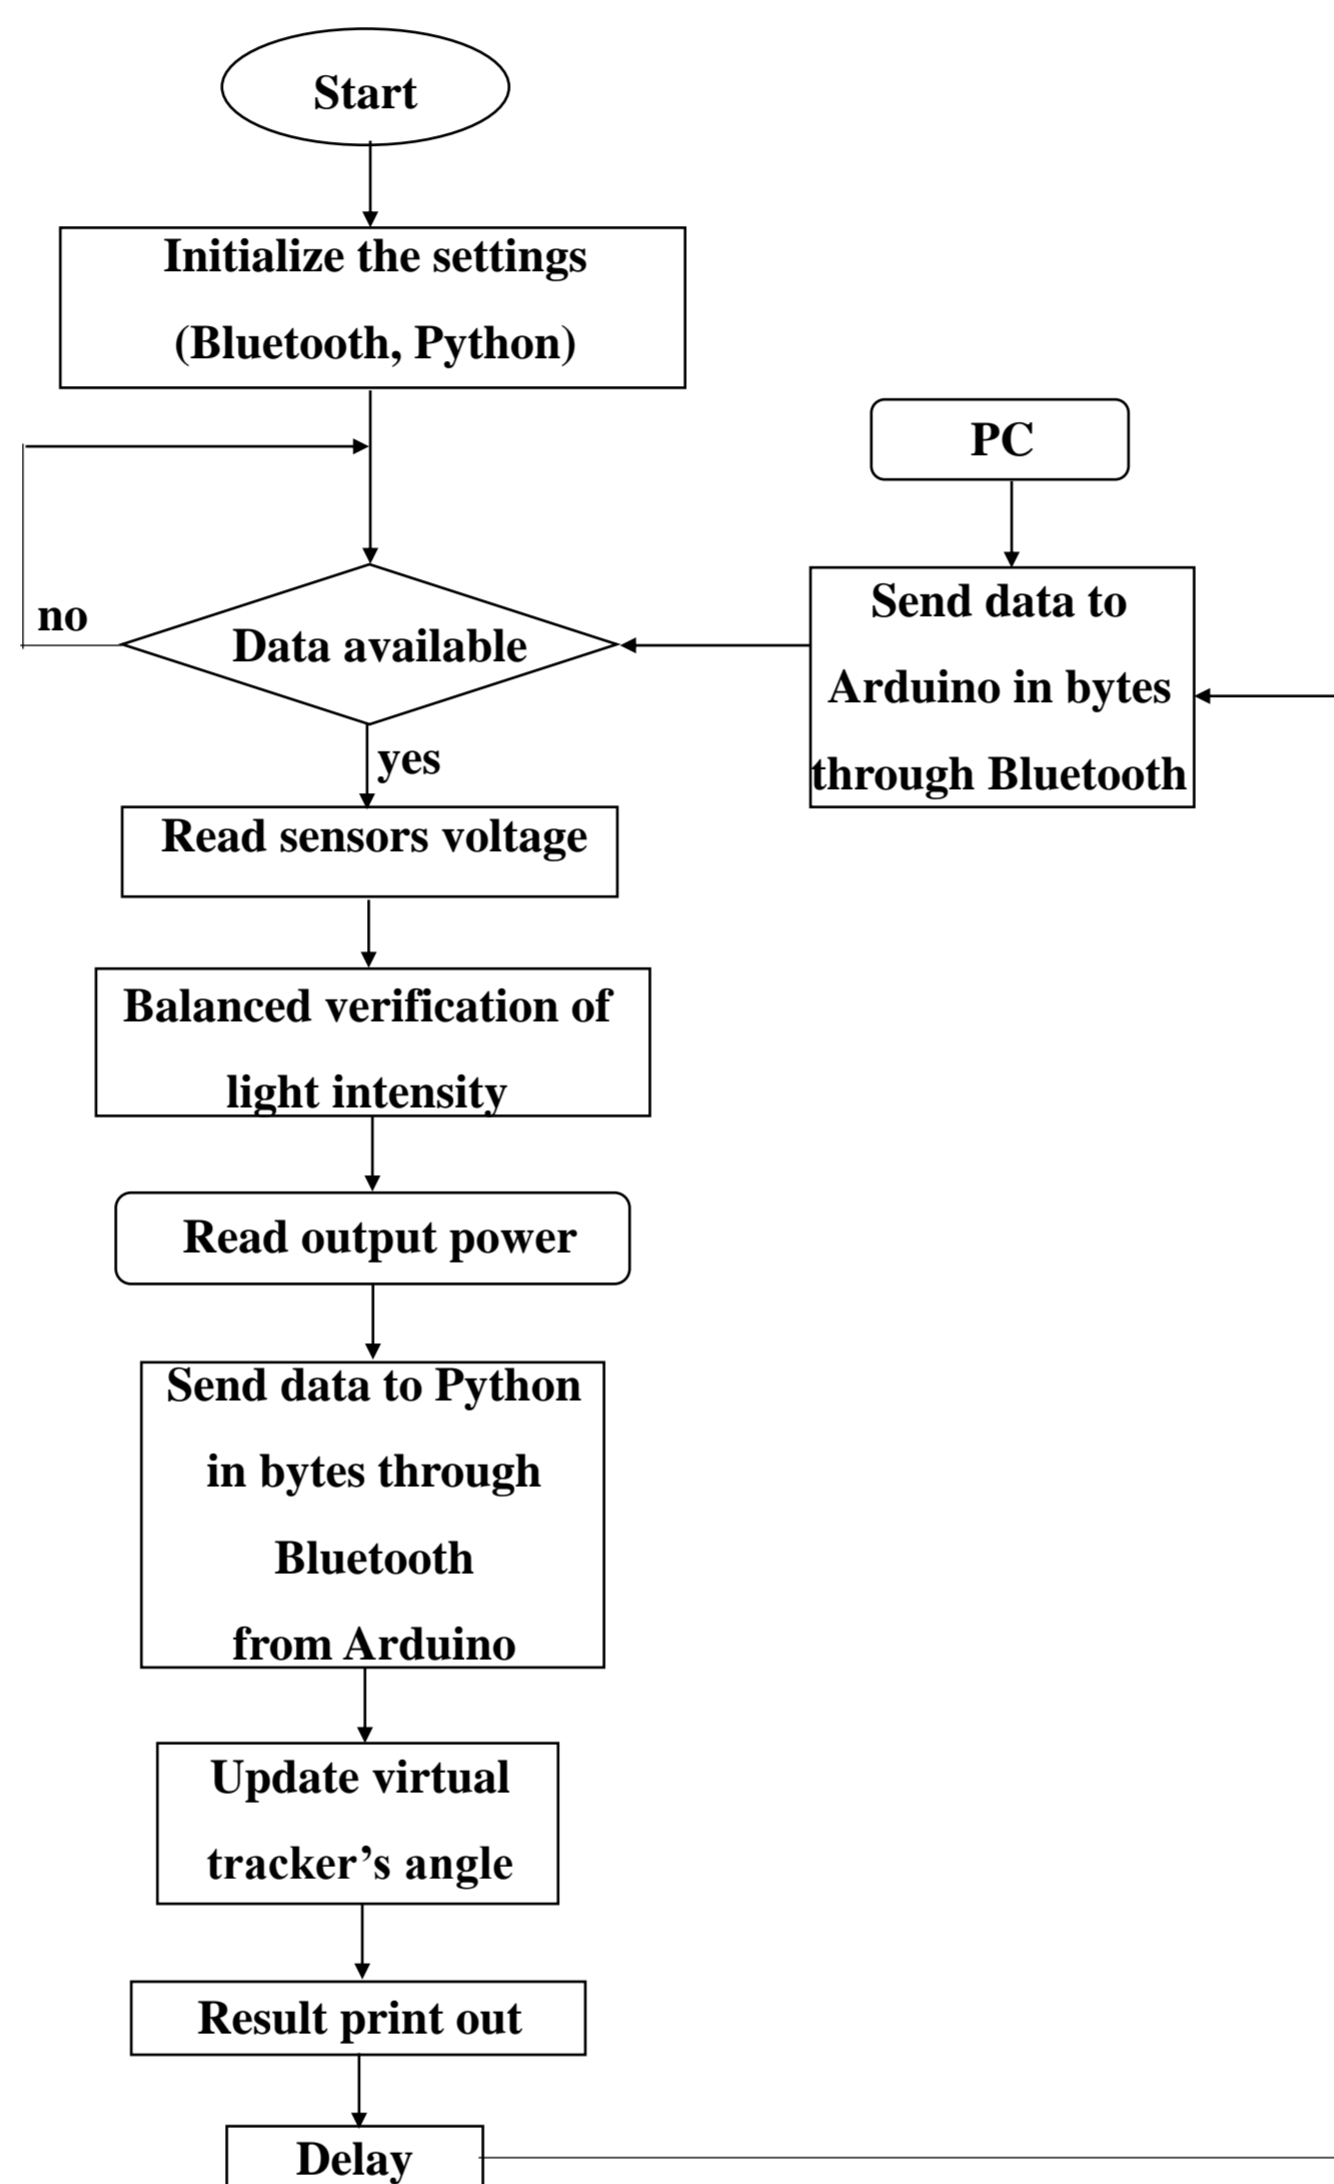 Start
Initialize the settings
(Bluetooth, Python)
PC
no
Data available
Send data to
Arduino in bytes
through Bluetooth
yes
Read sensors voltage
Balanced verification of
light intensity
Read output power
Send data to Python
in bytes through
Bluetooth
from Arduino
Update virtual
tracker’s angle
Result print out
Delay